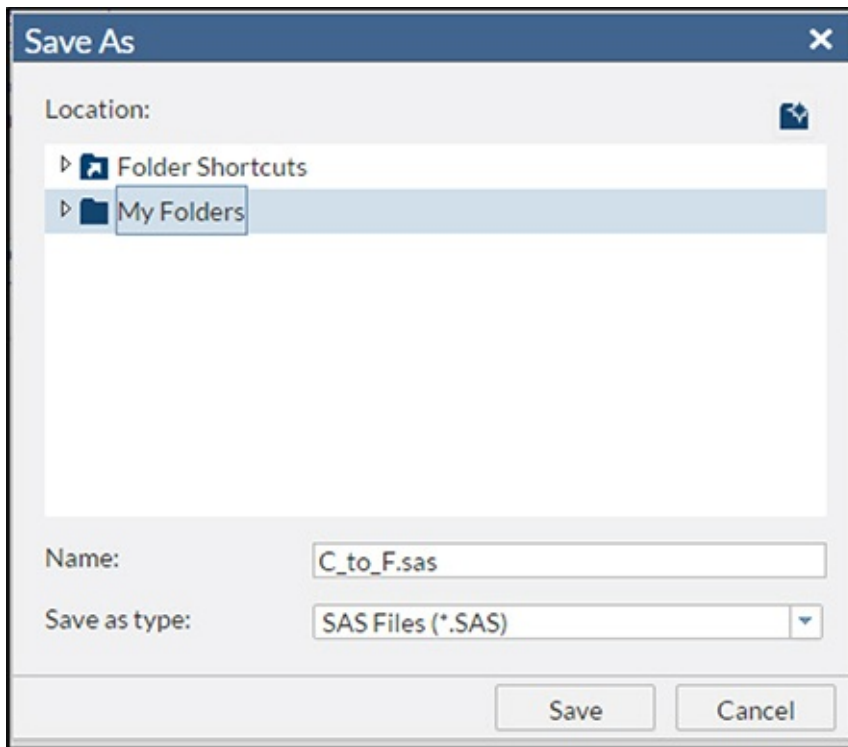 Save As
Location:
Folder Shortcuts
My Folders
Name:
C_to_F.sas
Save as type:
SAS Files (*.SAS)
Save
Cancel